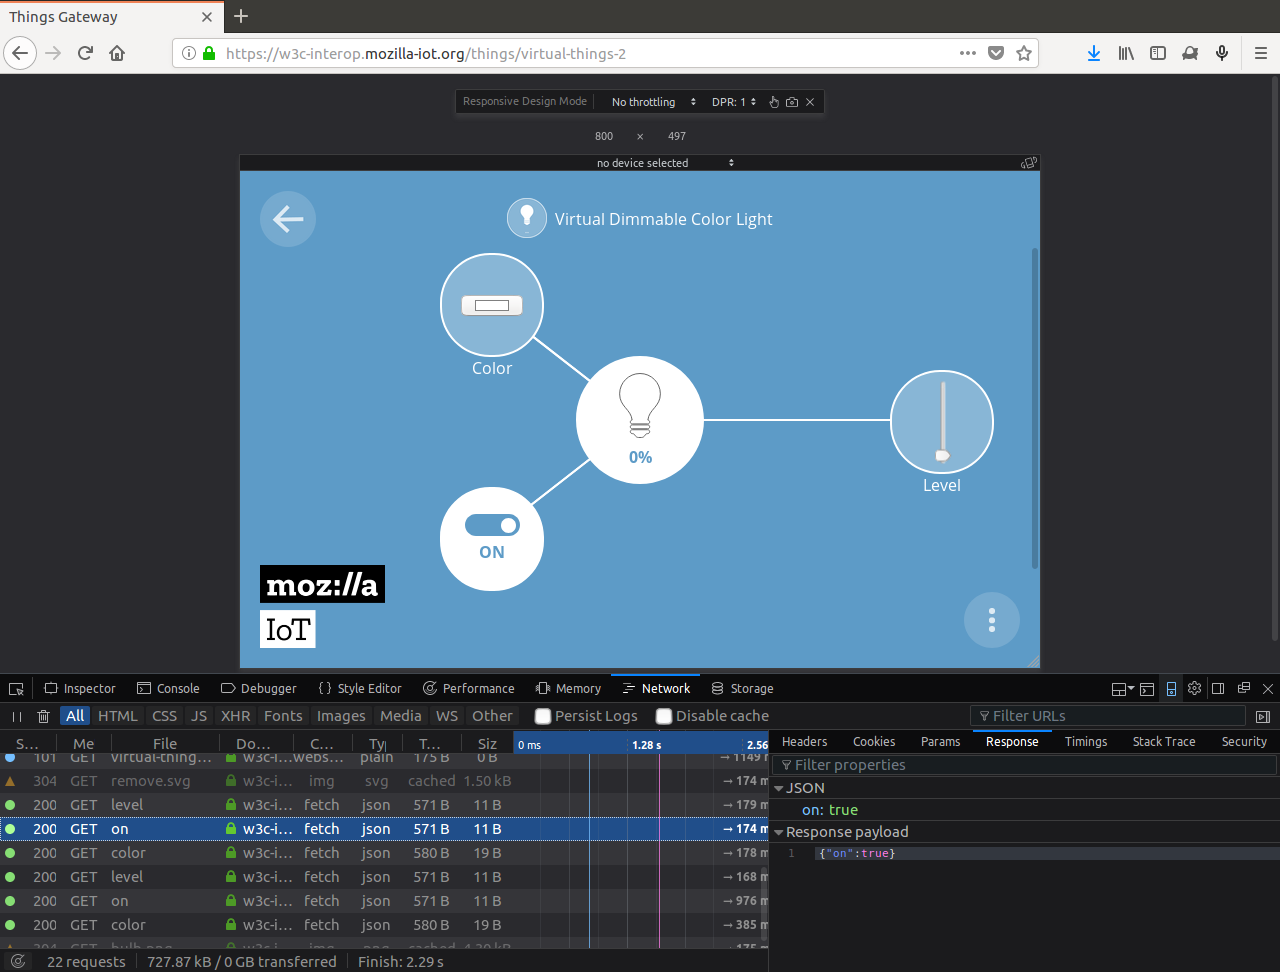 Things Gateway
https://w3c-interop.mozilla-iot.org/things/virtual-things-2
Responsive Design Mode No throttling DPR: 1
800 × 497
no device selected
Virtual Dimmable Color Light
Color
0%
Level
ON
moz://a
IoT
Inspector Console Debugger {} Style Editor Performance Memory Network Storage
All HTML CSS JS XHR Fonts Images Media WS Other Persist Logs Disable cache Filter URLs
S... Me File Do... C... Ty T... Siz 0 ms 1.28 s 2.56
Headers Cookies Params Response Timings Stack Trace Security
101 GET virtual-thing... w3c-i... webs... plain 175 B 0 B → 1149 m
304 GET remove.svg w3c-i... img svg cached 1.50 kB → 174 m
200 GET level w3c-i... fetch json 571 B 11 B → 179 m
200 GET on w3c-i... fetch json 571 B 11 B → 174 m
200 GET color w3c-i... fetch json 580 B 19 B → 178 m
200 GET level w3c-i... fetch json 571 B 11 B → 168 m
200 GET on w3c-i... fetch json 571 B 11 B → 976 m
200 GET color w3c-i... fetch json 580 B 19 B → 385 m
304 GET bulb.png w3c-i... img png cached 1.30 kB → 175 m
Filter properties
JSON
on: true
Response payload
1 {"on":true}
22 requests 727.87 kB / 0 GB transferred Finish: 2.29 s